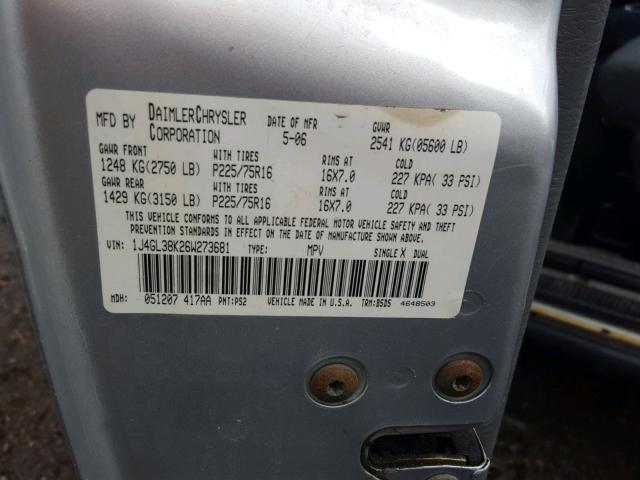 MFD BY DAIMLERCHRYSLER CORPORATION DATE OF MFR 5-06 GVWR 2541 KG(05600 LB)
GAWR FRONT WITH TIRES RIMS AT COLD
1248 KG(2750 LB) P225/75R16 16X7.0 227 KPA( 33 PSI)
GAWR REAR WITH TIRES RIMS AT COLD
1429 KG(3150 LB) P225/75R16 16X7.0 227 KPA( 33 PSI)
THIS VEHICLE CONFORMS TO ALL APPLICABLE FEDERAL MOTOR VEHICLE SAFETY AND THEFT
PREVENTION STANDARDS IN EFFECT ON THE DATE OF MANUFACTURE SHOWN ABOVE.
VIN: 1J4GL38K26W273681 TYPE: MPV SINGLE X DUAL
MDH: 051207 417AA PNT:PS2 VEHICLE MADE IN U.S.A. TRM:B5DS 4648503